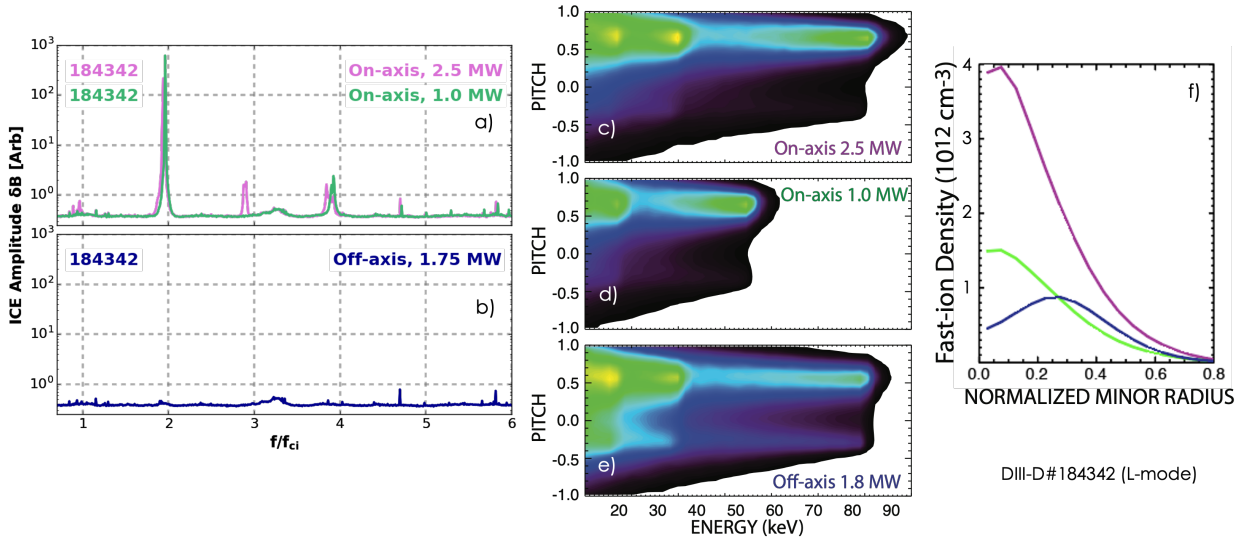 10³
10²
10¹
10⁰
184342
184342
On-axis, 2.5 MW
On-axis, 1.0 MW
a)
10³
10²
10¹
10⁰
184342
Off-axis, 1.75 MW
b)
ICE Amplitude δB [Arb]
1 2 3 4 5 6
f/f_ci
1.0
0.5
0.0
-0.5
-1.0
PITCH
c)
On-axis 2.5 MW
1.0
0.5
0.0
-0.5
-1.0
PITCH
On-axis 1.0 MW
d)
1.0
0.5
0.0
-0.5
-1.0
PITCH
e)
Off-axis 1.8 MW
20 30 40 50 60 70 80 90
ENERGY (keV)
Fast-ion Density (10¹² cm-3)
4
3
2
1
f)
0.0 0.2 0.4 0.6 0.8
NORMALIZED MINOR RADIUS
DIII-D#184342 (L-mode)